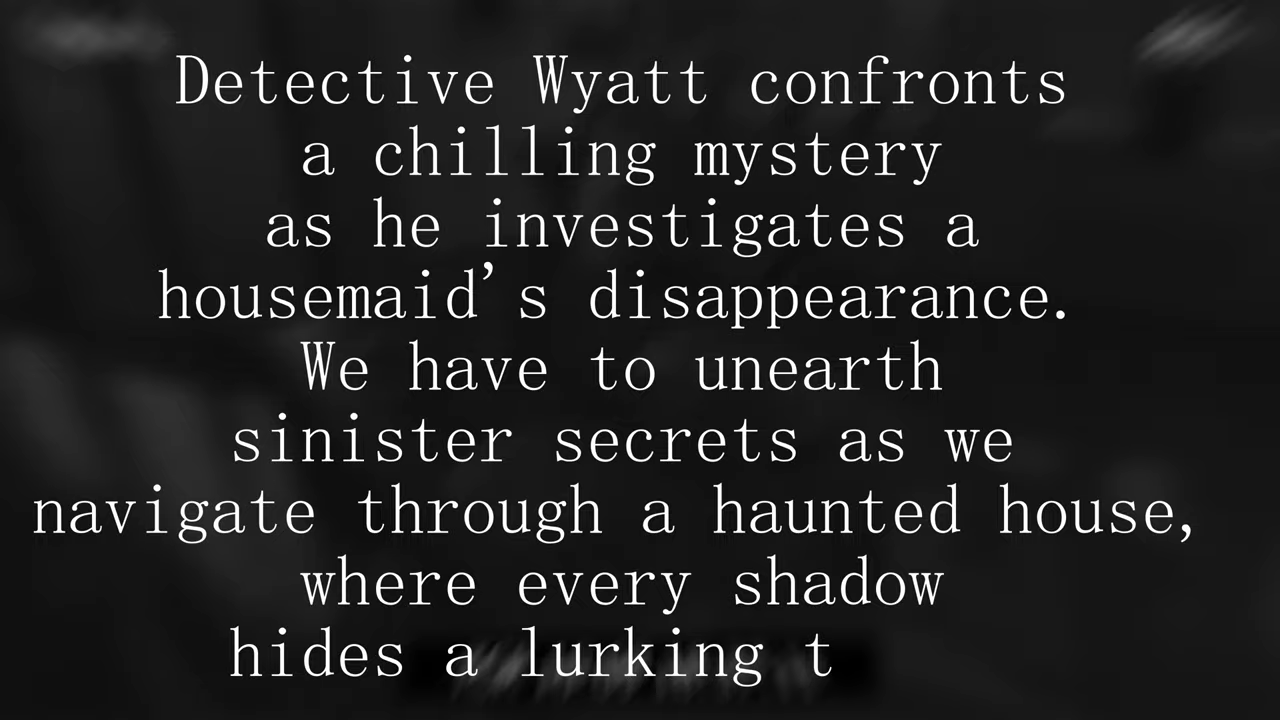 Detective Wyatt confronts
a chilling mystery
as he investigates a
housemaid’s disappearance.
We have to unearth
sinister secrets as we
navigate through a haunted house,
where every shadow
hides a lurking t